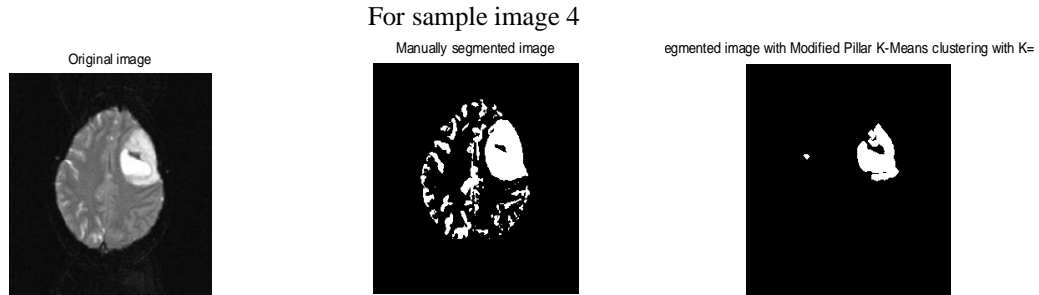 For sample image 4
Original image
Manually segmented image
egmented image with Modified Pillar K-Means clustering with K=